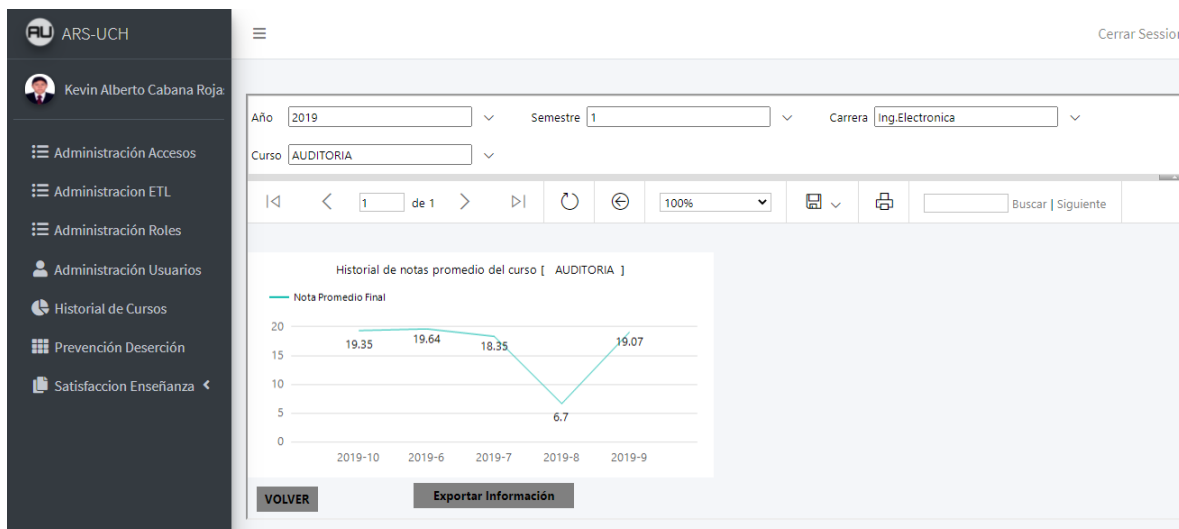 AU ARS-UCH
Cerrar Session
Kevin Alberto Cabana Rojas
Administración Accesos
Administracion ETL
Administración Roles
Administración Usuarios
Historial de Cursos
Prevención Deserción
Satisfaccion Enseñanza
Año 2019 Semestre 1 Carrera Ing.Electronica
Curso AUDITORIA
1 de 1 100% Buscar | Siguiente
Historial de notas promedio del curso [ AUDITORIA ]
Nota Promedio Final
20
19.35 19.64 18.35 19.07
15
10
5
6.7
0
2019-10 2019-6 2019-7 2019-8 2019-9
VOLVER Exportar Información